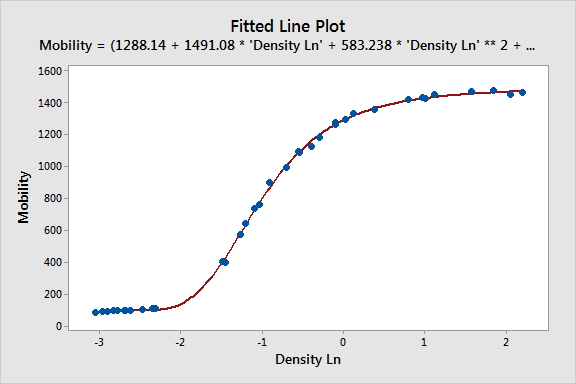 Fitted Line Plot
Mobility = (1288.14 + 1491.08 * 'Density Ln' + 583.238 * 'Density Ln' ** 2 + ...
1600
1400
1200
1000
800
600
400
200
0
Mobility
-3 -2 -1 0 1 2
Density Ln